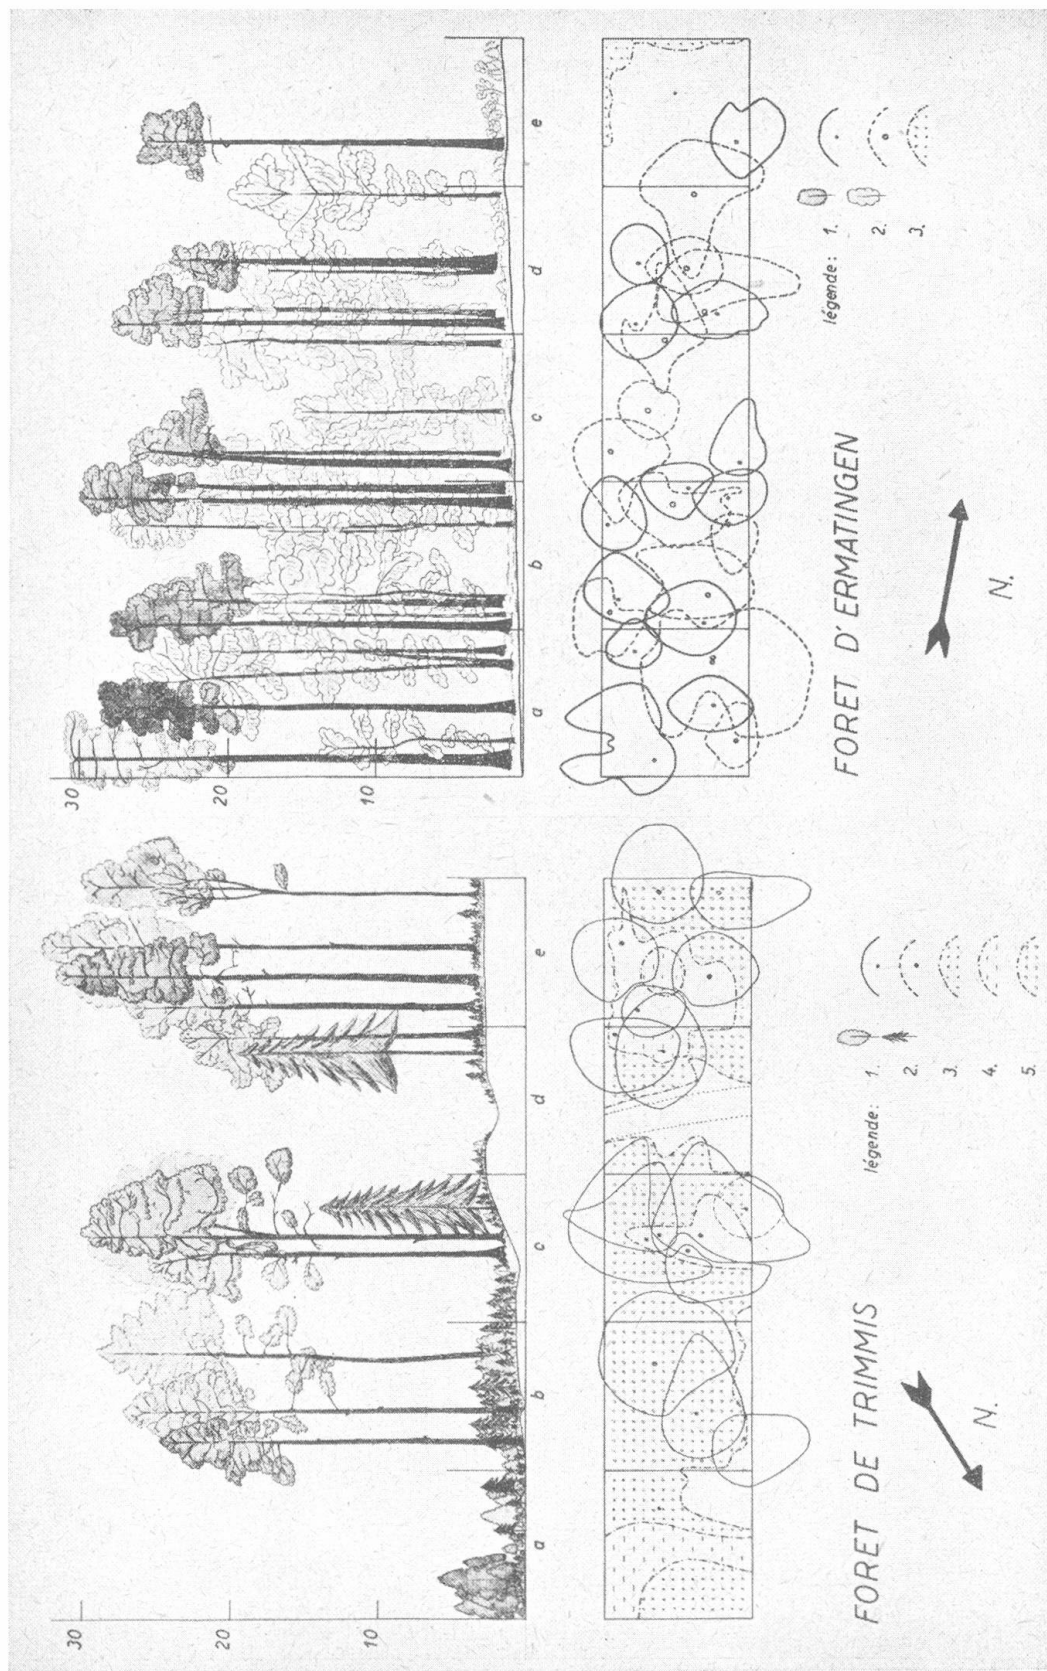 30
20
10
a
b
c
d
e
FORET DE TRIMMIS
N.
légende:
1.
2.
3.
4.
5.
30
20
10
a
b
c
d
e
FORET D'ERMATINGEN
N.
légende:
1.
2.
3.